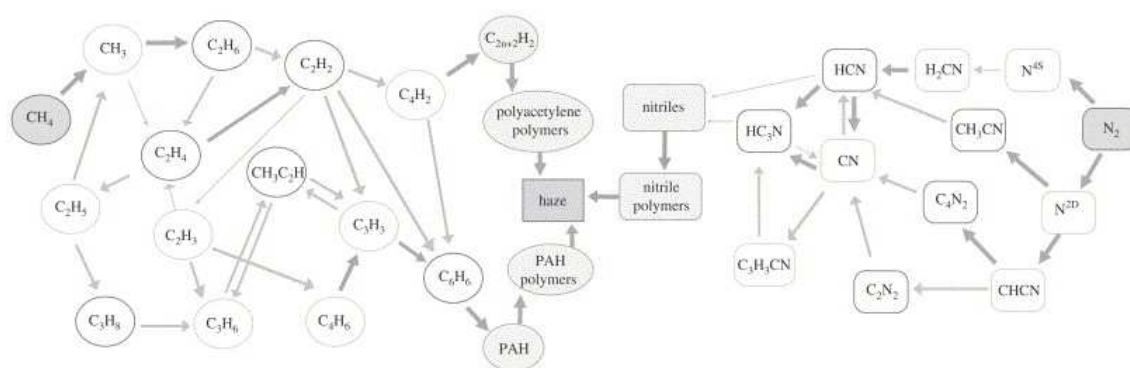 CH₃
C₂H₆
C₂H₂
C₂ₙ₊₂H₂
CH₄
C₄H₂
polyacetylene
polymers
C₂H₄
CH₃C₂H
C₂H₅
C₂H₃
C₃H₃
haze
C₆H₆
PAH
polymers
C₃H₈
C₃H₆
C₄H₆
PAH
nitriles
nitrile
polymers
HCN
H₂CN
N⁴ˢ
HC₃N
CH₃CN
N₂
CN
C₄N₂
N²ᴰ
C₃H₃CN
C₂N₂
CHCN